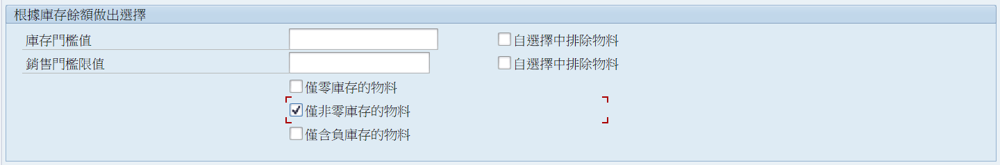 根據庫存餘額做出選擇
庫存門檻值 自選擇中排除物料
銷售門檻限值 自選擇中排除物料
僅零庫存的物料
僅非零庫存的物料
僅含負庫存的物料